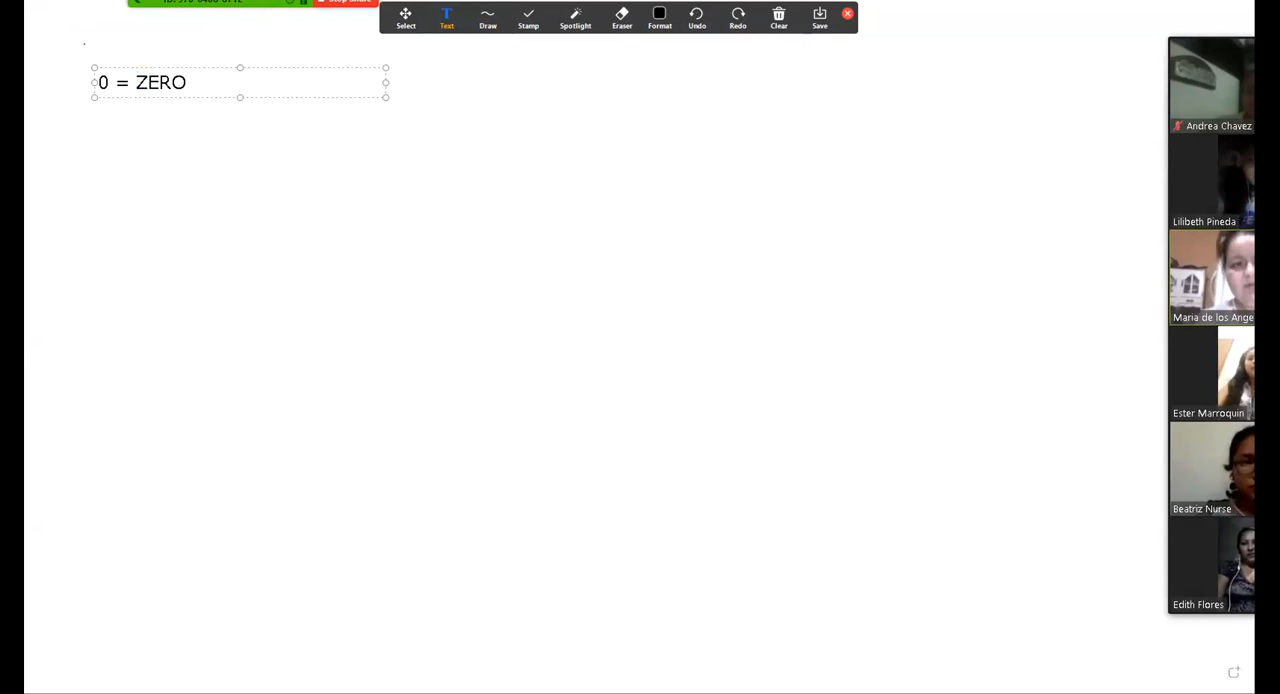 Select
Text
Draw
Stamp
Spotlight
Eraser
Format
Undo
Redo
Clear
Save
0 = ZERO
Andrea Chavez
Lilibeth Pineda
Maria de los Ange
Ester Marroquin
Beatriz Nurse
Edith Flores